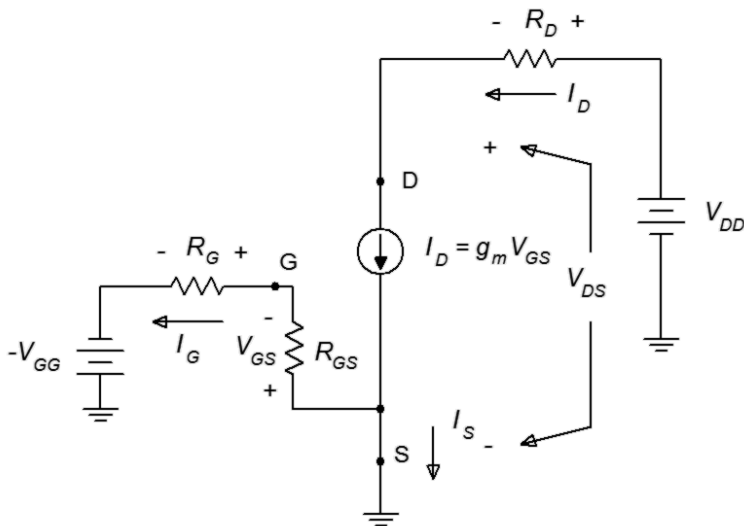 - R_D +
I_D
+
D
V_DD
I_D = g_m V_GS
V_DS
- R_G +
G
-
-V_GG
I_G
V_GS
R_GS
+
I_S
-
S